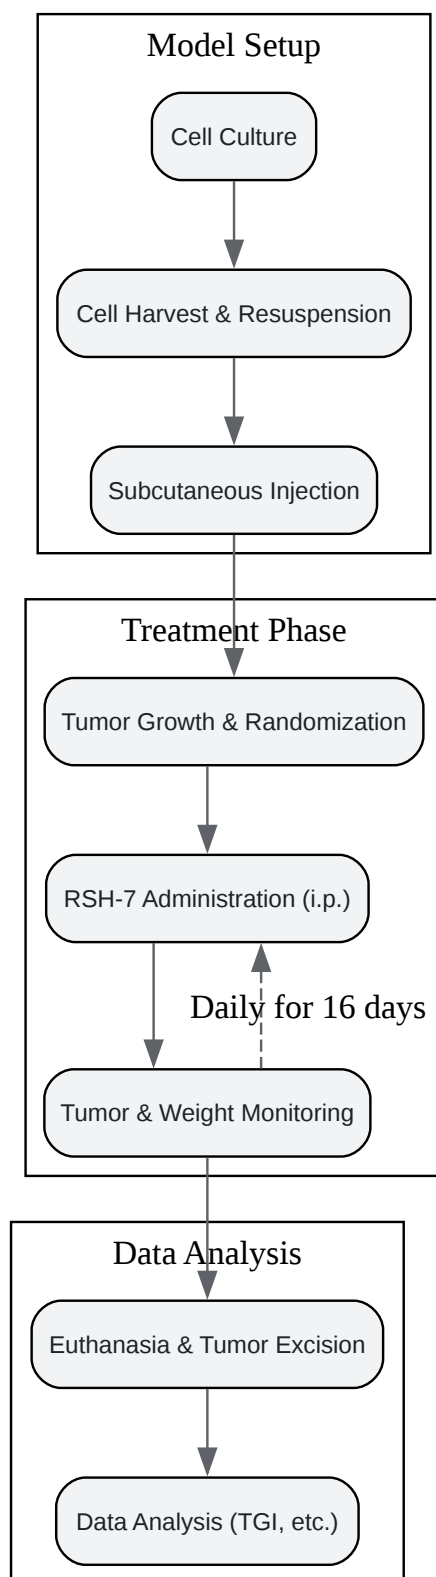 Model Setup
Cell Culture
Cell Harvest & Resuspension
Subcutaneous Injection
Treatment Phase
Tumor Growth & Randomization
RSH-7 Administration (i.p.)
Daily for 16 days
Tumor & Weight Monitoring
Data Analysis
Euthanasia & Tumor Excision
Data Analysis (TGI, etc.)